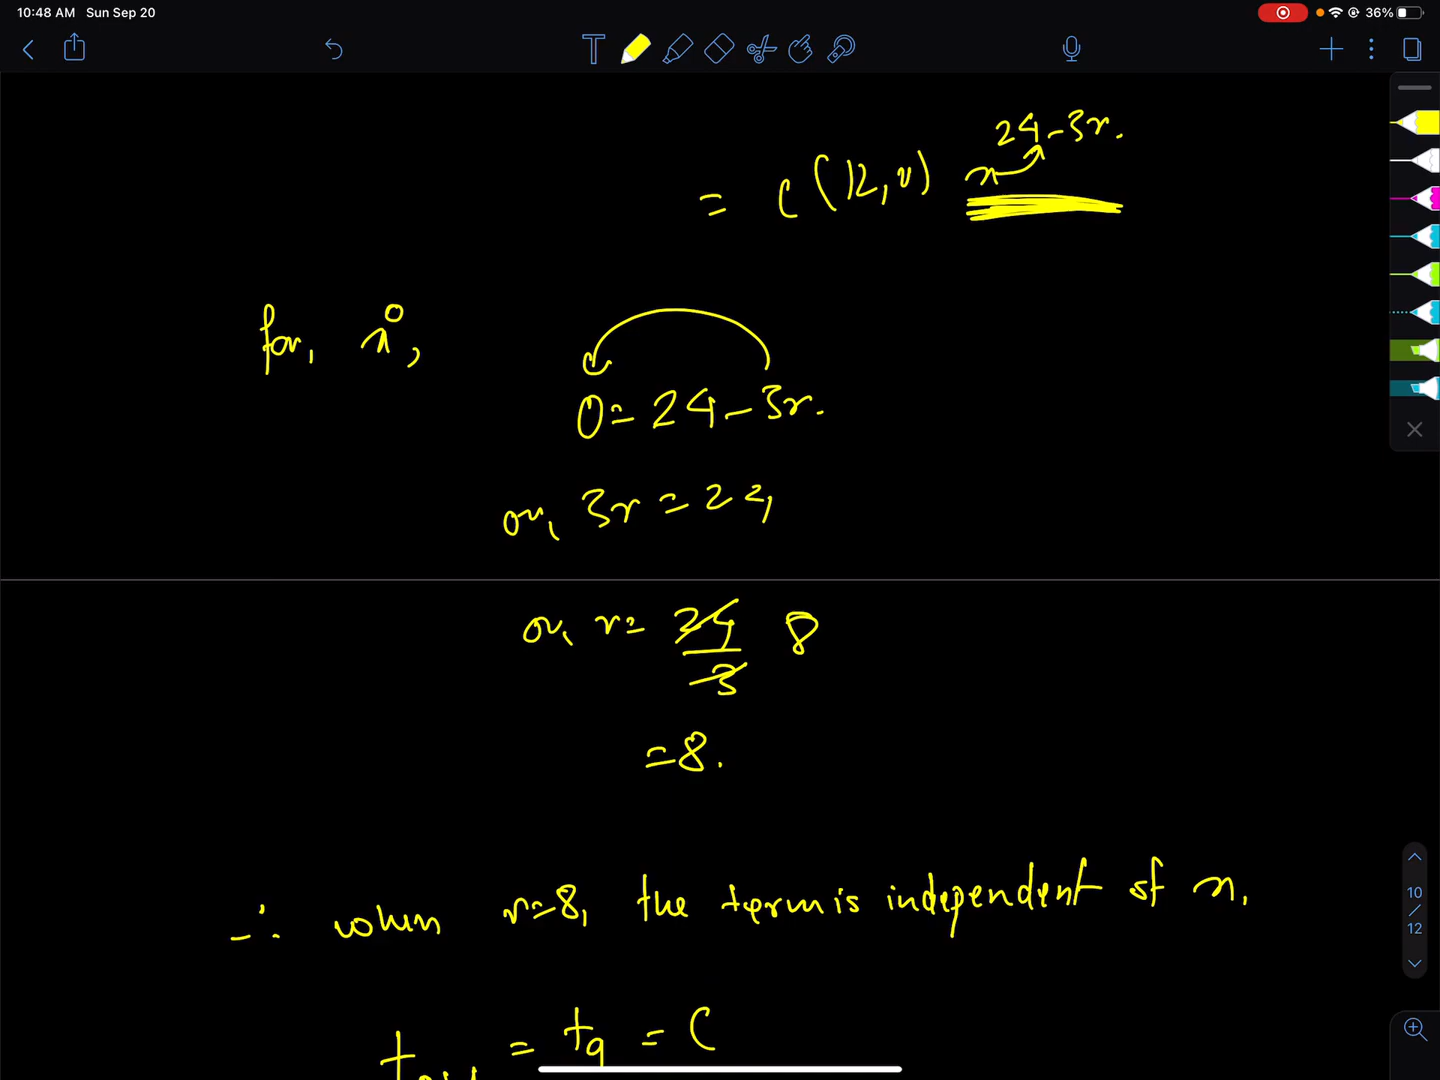 10:48 AM Sun Sep 20
36%
= C(12, r) x^24-3r.
for, x^0,
0 = 24 - 3r.
or, 3r = 24
or, r = 24/3 8
= 8.
∴ when r=8, the term is independent of x.
t = t9 = C
10
/
12